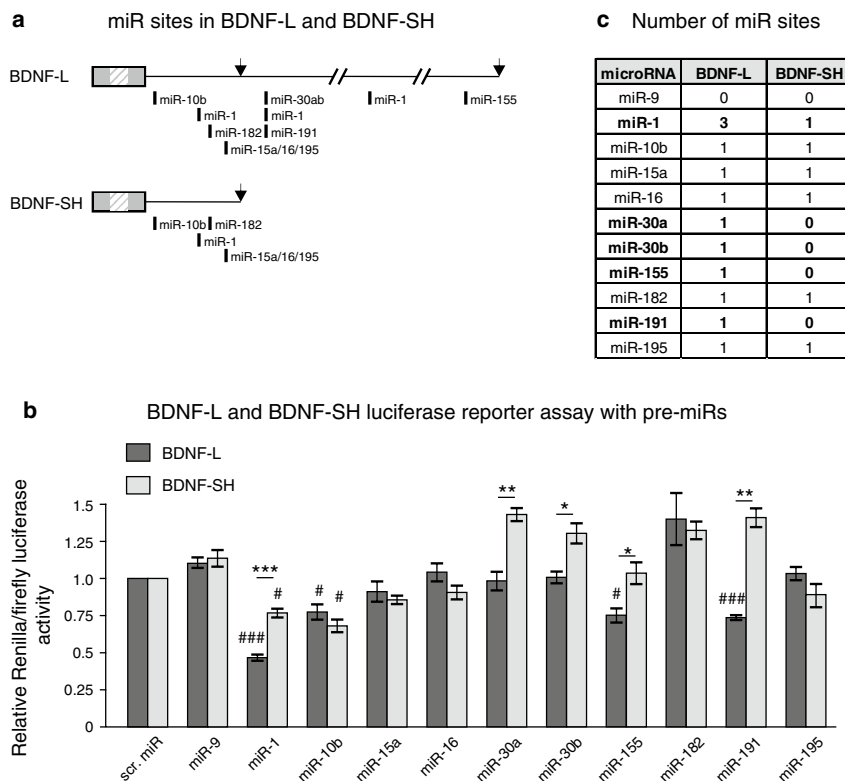 a miR sites in BDNF-L and BDNF-SH
BDNF-L
miR-10b miR-30ab miR-1 miR-155
miR-1 miR-1
miR-182 miR-191
miR-15a/16/195
BDNF-SH
miR-10b miR-182
miR-1
miR-15a/16/195
c Number of miR sites
microRNA BDNF-L BDNF-SH
miR-9 0 0
miR-1 3 1
miR-10b 1 1
miR-15a 1 1
miR-16 1 1
miR-30a 1 0
miR-30b 1 0
miR-155 1 0
miR-182 1 1
miR-191 1 0
miR-195 1 1
b BDNF-L and BDNF-SH luciferase reporter assay with pre-miRs
BDNF-L
BDNF-SH
Relative Renilla/firefly luciferase
activity
1.5
1.25
1.0
0.75
0.5
0.25
0
***
###
#
#
#
**
*
#
*
###
**
scr. miR miR-9 miR-1 miR-10b miR-15a miR-16 miR-30a miR-30b miR-155 miR-182 miR-191 miR-195